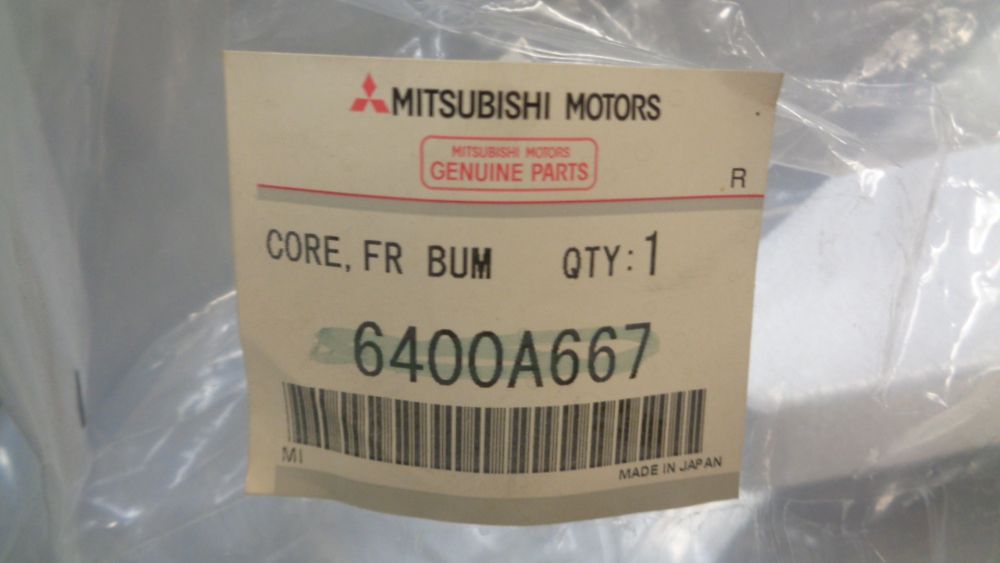 MITSUBISHI MOTORS
MITSUBISHI MOTORS
GENUINE PARTS
R
CORE, FR BUM QTY:1
6400A667
MI
MADE IN JAPAN